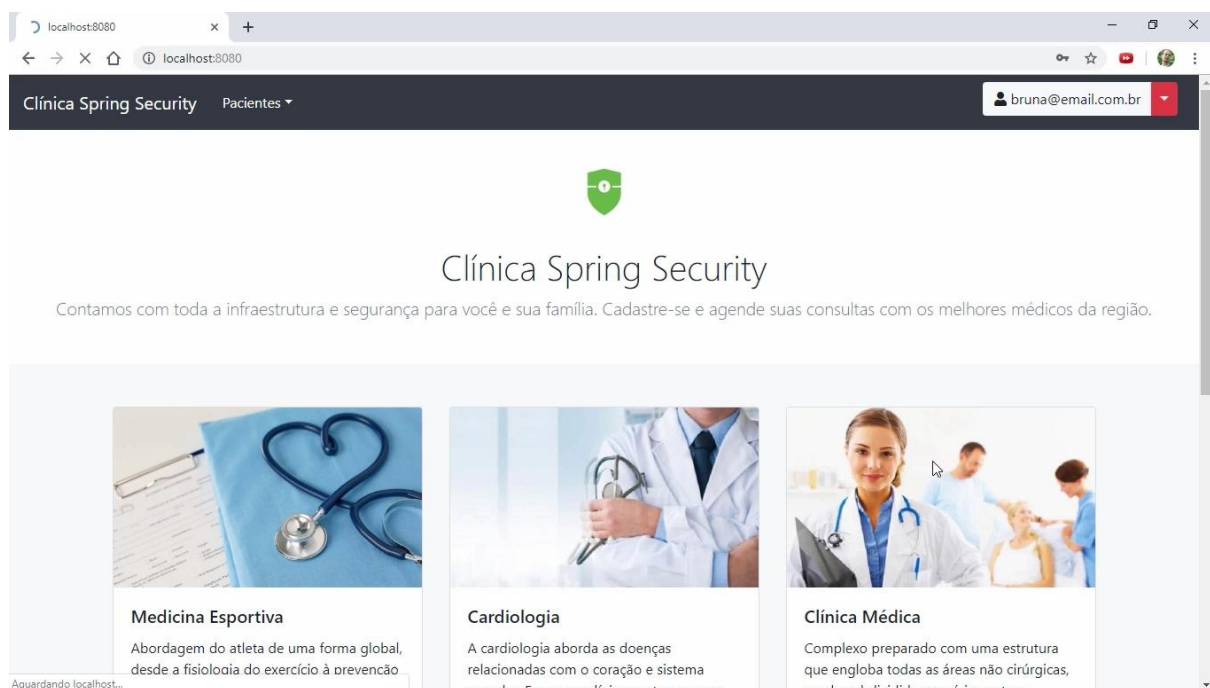 localhost:8080
localhost:8080
Clínica Spring Security Pacientes
bruna@email.com.br
Clínica Spring Security
Contamos com toda a infraestrutura e segurança para você e sua família. Cadastre-se e agende suas consultas com os melhores médicos da região.
Medicina Esportiva
Abordagem do atleta de uma forma global,
desde a fisiologia do exercício à prevenção
Cardiologia
A cardiologia aborda as doenças
relacionadas com o coração e sistema
Clínica Médica
Complexo preparado com uma estrutura
que engloba todas as áreas não cirúrgicas,
Aguardando localhost...